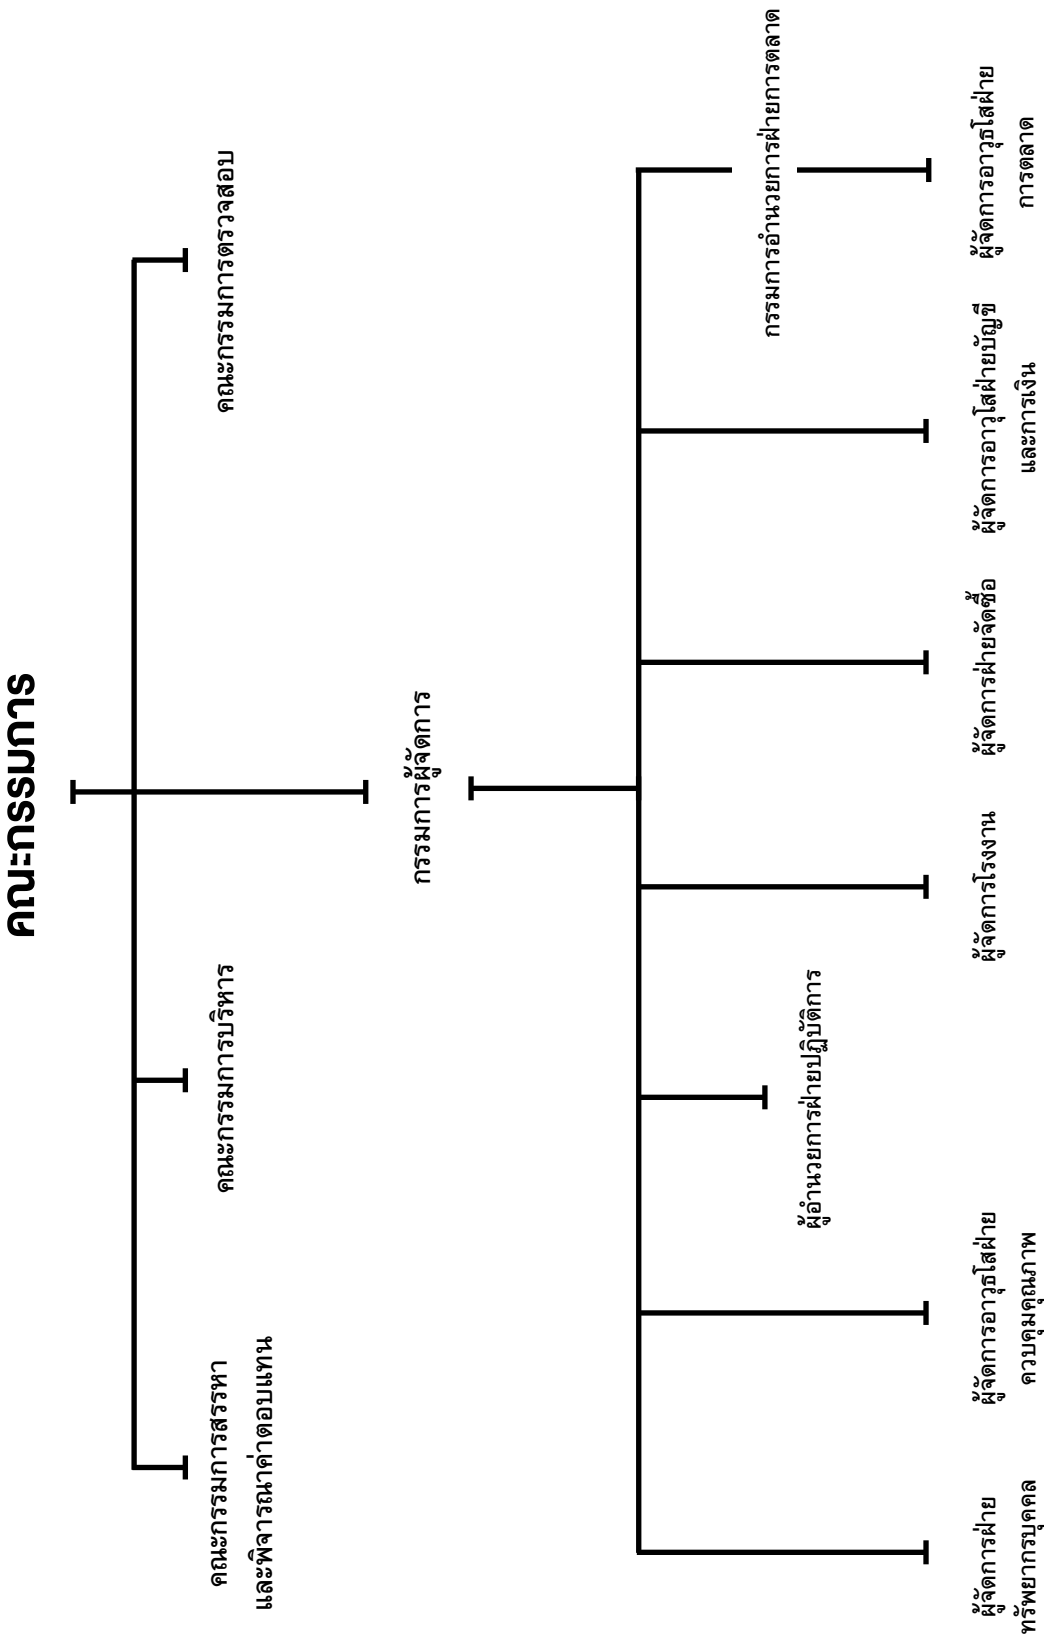 คณะกรรมการ
คณะกรรมการสรรหา
และพิจารณาค่าตอบแทน
คณะกรรมการบริหาร
คณะกรรมการตรวจสอบ
กรรมการผู้จัดการ
กรรมการอำนวยการฝ่ายการตลาด
ผู้อำนวยการฝ่ายปฏิบัติการ
ผู้จัดการฝ่าย
ทรัพยากรบุคคล
ผู้จัดการอาวุธโสฝ่าย
ควบคุมคุณภาพ
ผู้จัดการโรงงาน
ผู้จัดการฝ่ายจัดซื้อ
ผู้จัดการอาวุโสฝ่ายบัญชี
และการเงิน
ผู้จัดการอาวุธโสฝ่าย
การตลาด